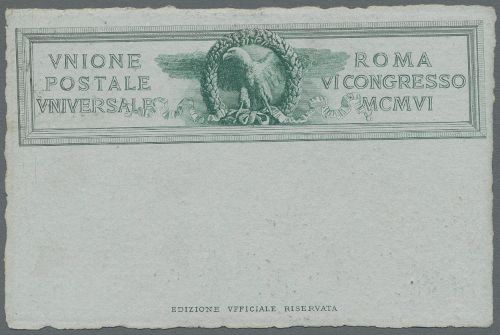 VNIONE
POSTALE
VNIVERSALE
ROMA
VI CONGRESSO
MCMVI
EDIZIONE VFFICIALE RISERVATA